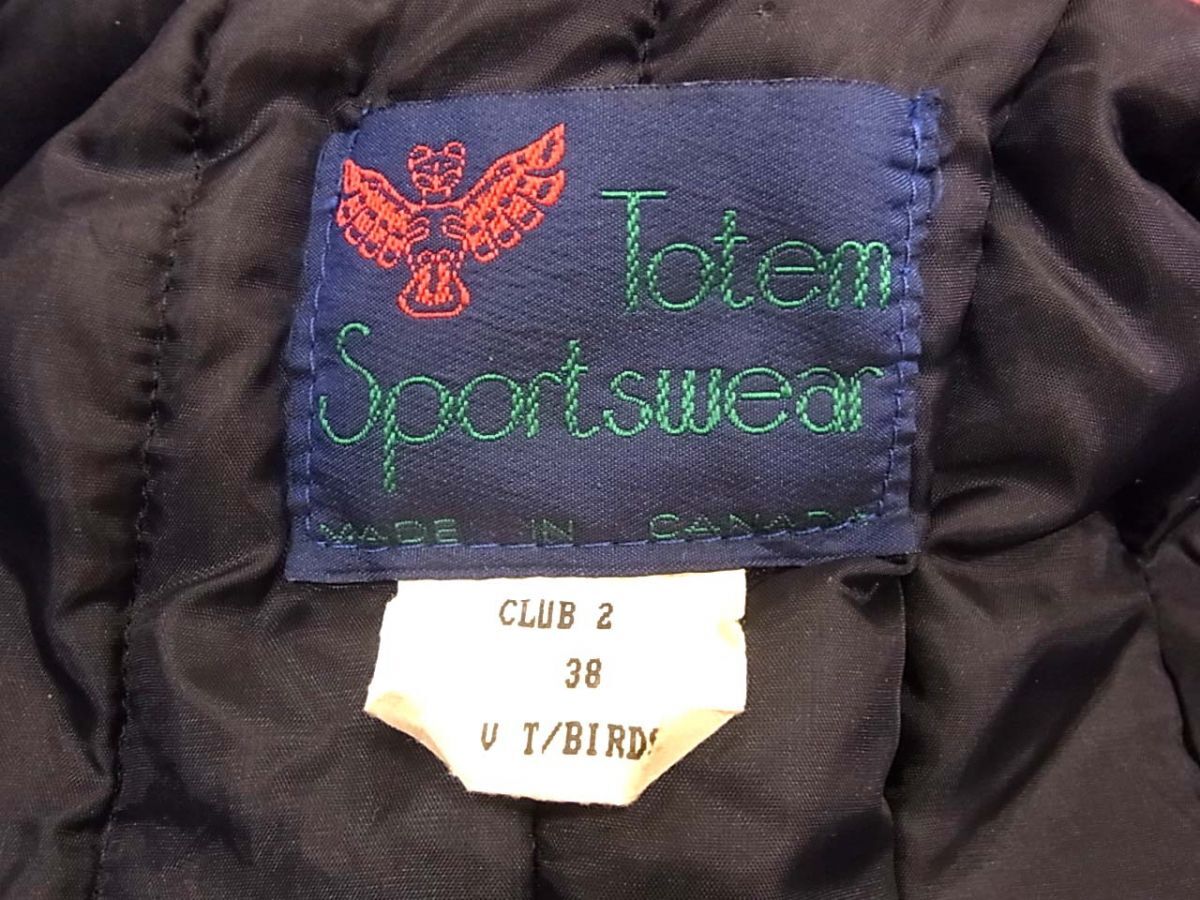 Totem
Sportswear
MADE IN CANADA
CLUB 2
38
V T/BIRDS